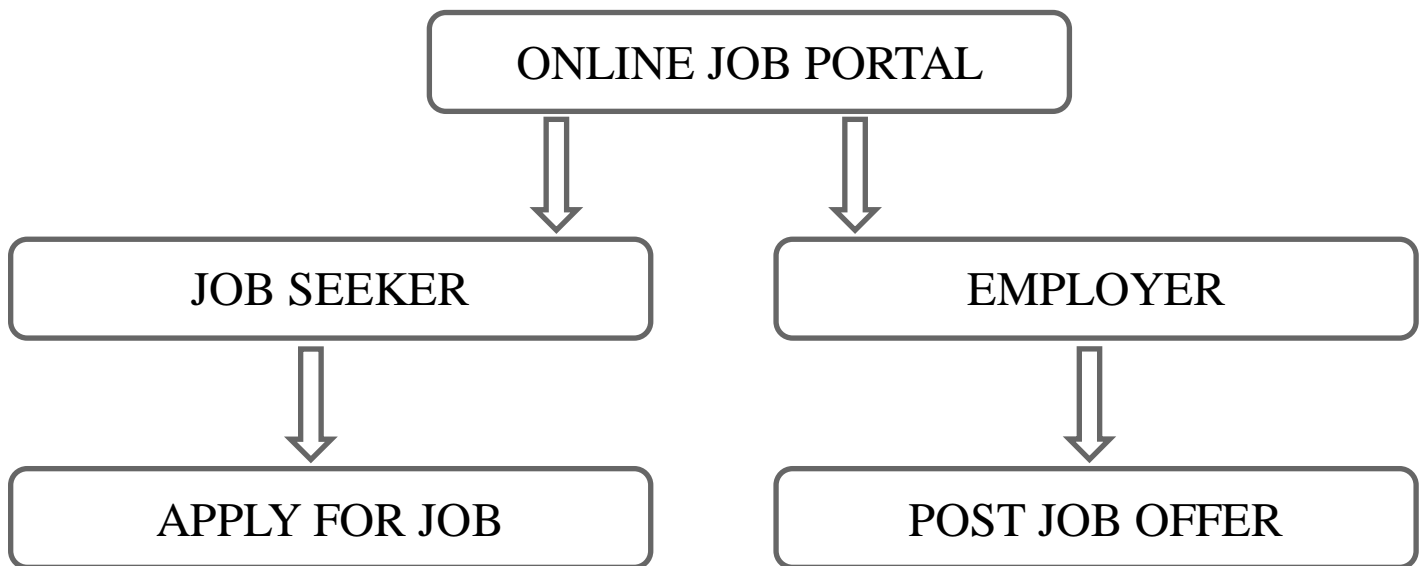 ONLINE JOB PORTAL
JOB SEEKER
EMPLOYER
APPLY FOR JOB
POST JOB OFFER